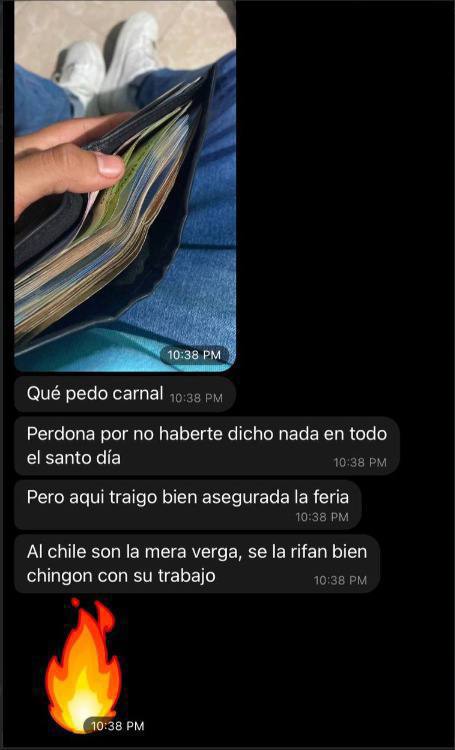 10:38 PM
Qué pedo carnal 10:38 PM
Perdona por no haberte dicho nada en todo
el santo día 10:38 PM
Pero aqui traigo bien asegurada la feria
10:38 PM
Al chile son la mera verga, se la rifan bien
chingon con su trabajo 10:38 PM
10:38 PM